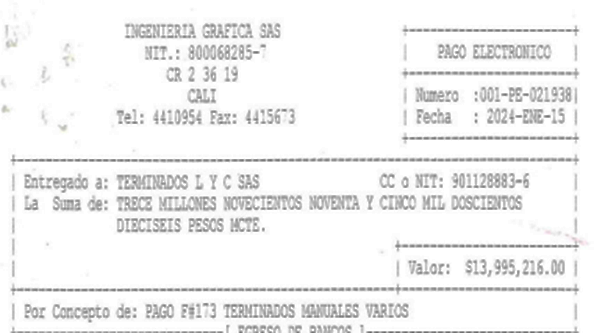 INGENIERIA GRAFICA SAS
NIT.: 800068285-7
CR 2 36 19
CALI
Tel: 4410954 Fax: 4415673
PAGO ELECTRONICO
Numero :001-PE-021938
Fecha : 2024-ENE-15
Entregado a: TERMINADOS L Y C SAS CC o NIT: 901128883-6
La Suma de: TRECE MILLONES NOVECIENTOS NOVENTA Y CINCO MIL DOSCIENTOS
DIECISEIS PESOS MCTE.
Valor: $13,995,216.00
Por Concepto de: PAGO F#173 TERMINADOS MANUALES VARIOS
[ EGRESO DE BANCOS ]